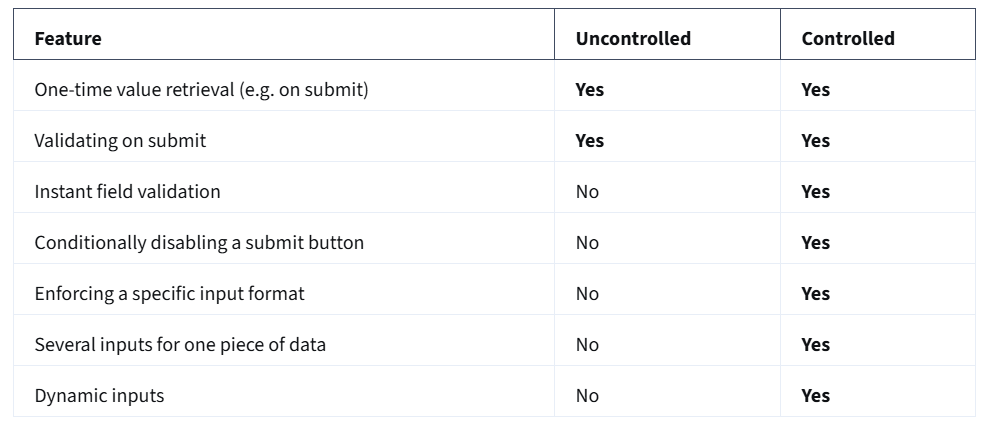 Feature Uncontrolled Controlled
One-time value retrieval (e.g. on submit) Yes Yes
Validating on submit Yes Yes
Instant field validation No Yes
Conditionally disabling a submit button No Yes
Enforcing a specific input format No Yes
Several inputs for one piece of data No Yes
Dynamic inputs No Yes